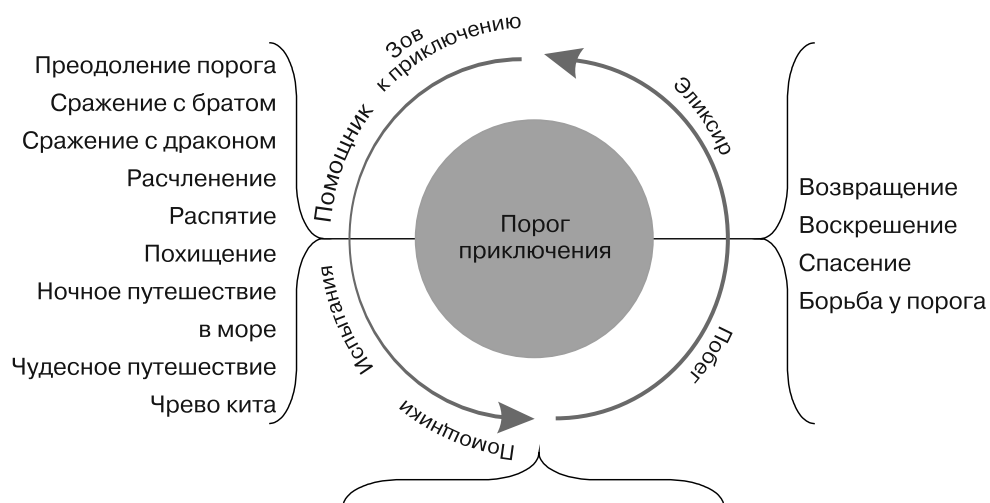 Преодоление порога
Сражение с братом
Сражение с драконом
Расчленение
Распятие
Похищение
Ночное путешествие
в море
Чудесное путешествие
Чрево кита
Зов
к приключению
Помощник
Испытания
Помощники
Порог
приключения
Эликсир
Побег
Возвращение
Воскрешение
Спасение
Борьба у порога